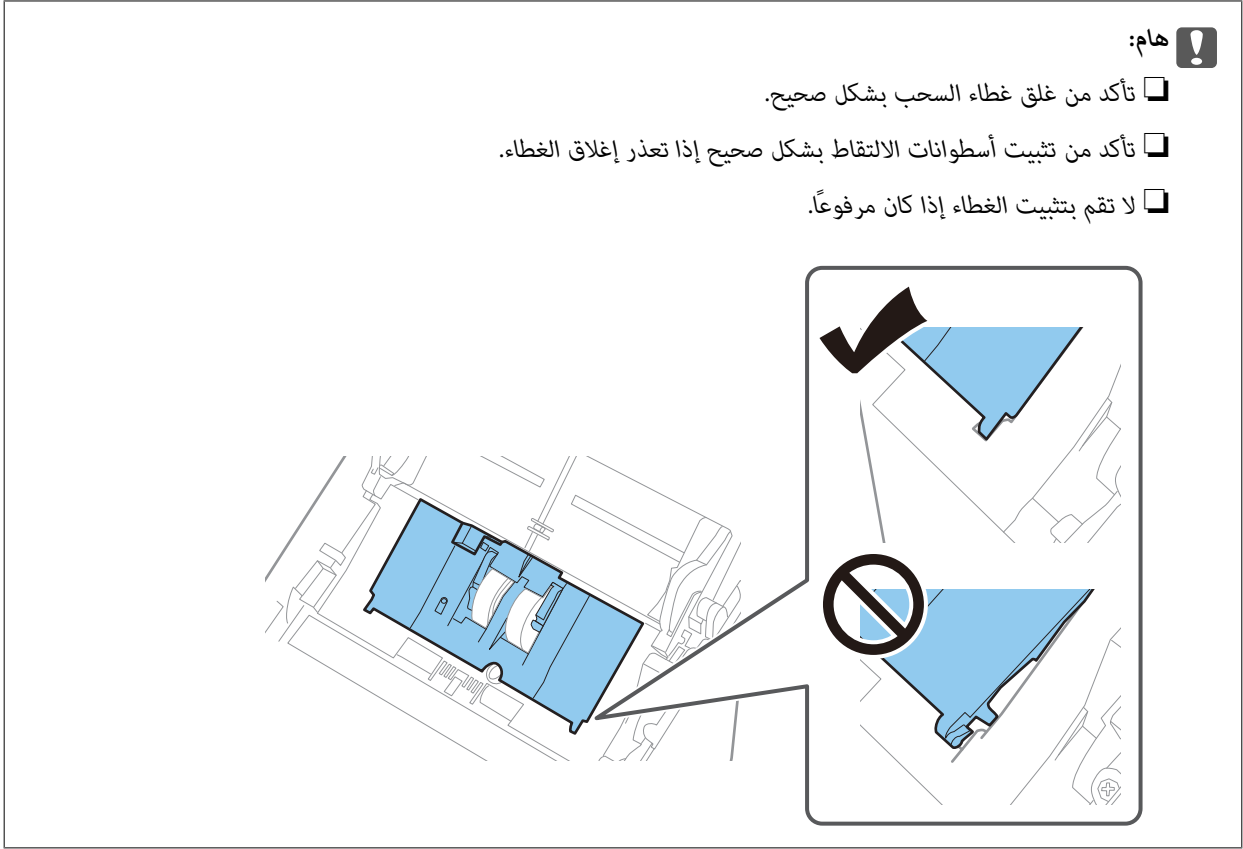 هام:
❏ تأكد من غلق غطاء السحب بشكل صحيح.
❏ تأكد من تثبيت أسطوانات الالتقاط بشكل صحيح إذا تعذر إغلاق الغطاء.
❏ لا تقم بتثبيت الغطاء إذا كان مرفوعًا.